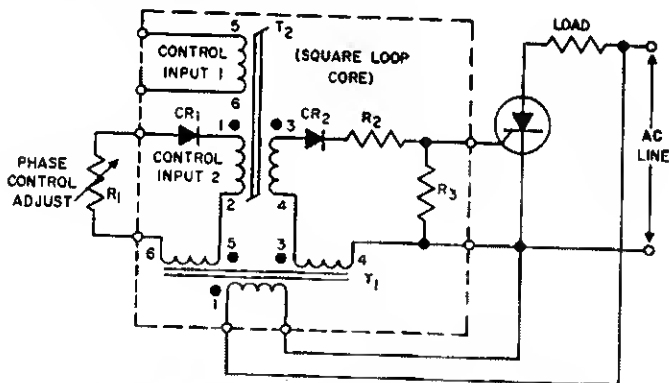 5
T2
CONTROL
INPUT 1
(SQUARE LOOP
CORE)
LOAD
6
CR1
1
3
CR2
R2
CONTROL
INPUT 2
PHASE
CONTROL
ADJUST
R1
2
4
R3
AC
LINE
6
5
3
4
T1
1